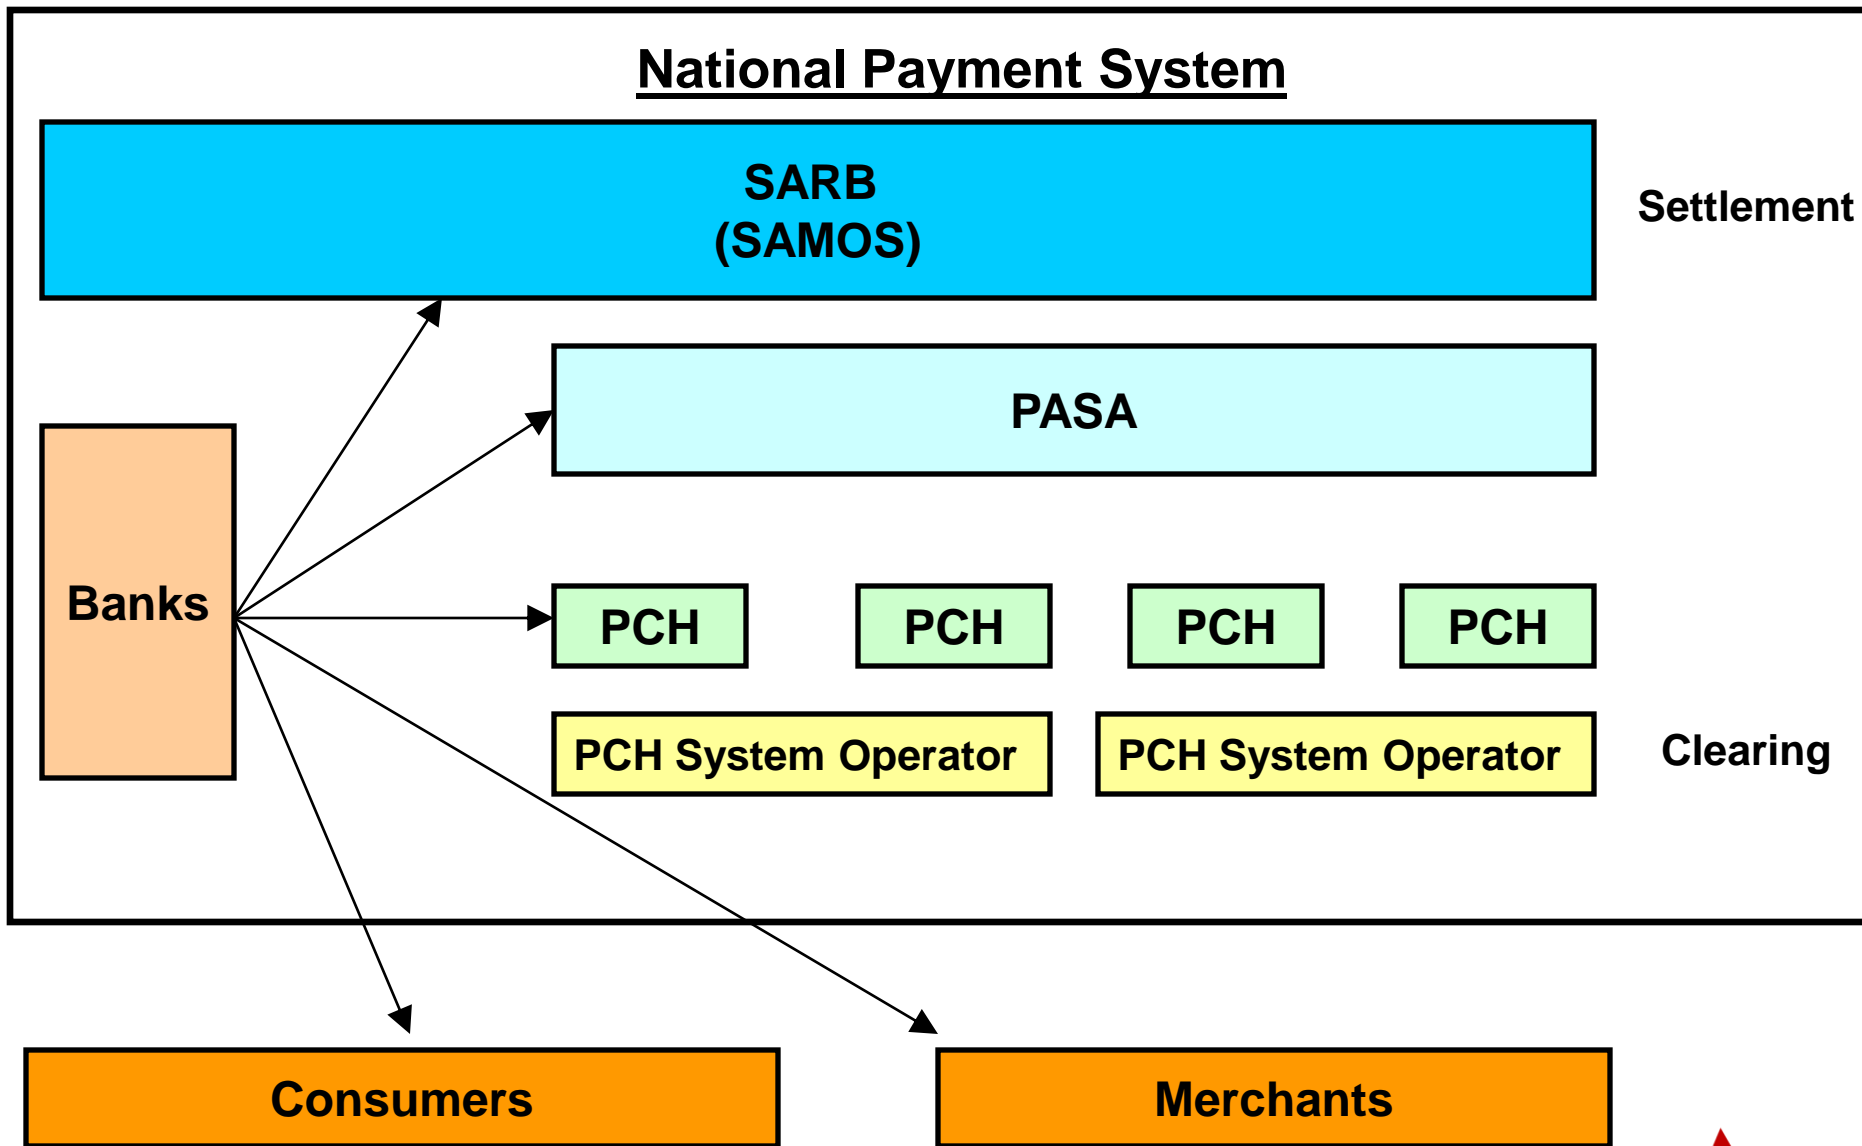 National Payment System
SARB
(SAMOS)
Settlement
PASA
Banks
PCH
PCH
PCH
PCH
PCH System Operator
PCH System Operator
Clearing
Consumers
Merchants